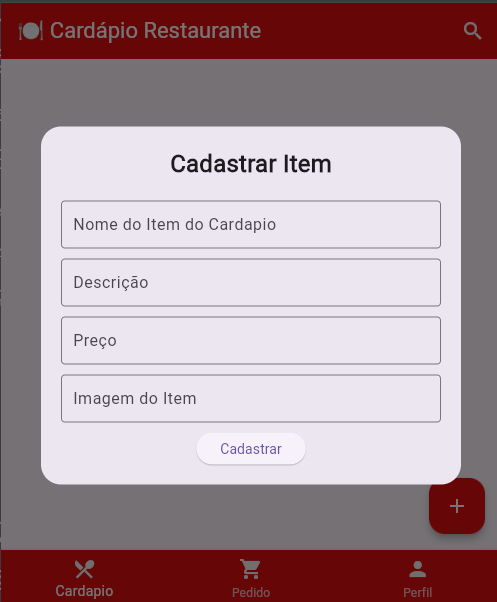 Cardápio Restaurante
Cadastrar Item
Nome do Item do Cardapio
Descrição
Preço
Imagem do Item
Cadastrar
+
Cardapio
Pedido
Perfil